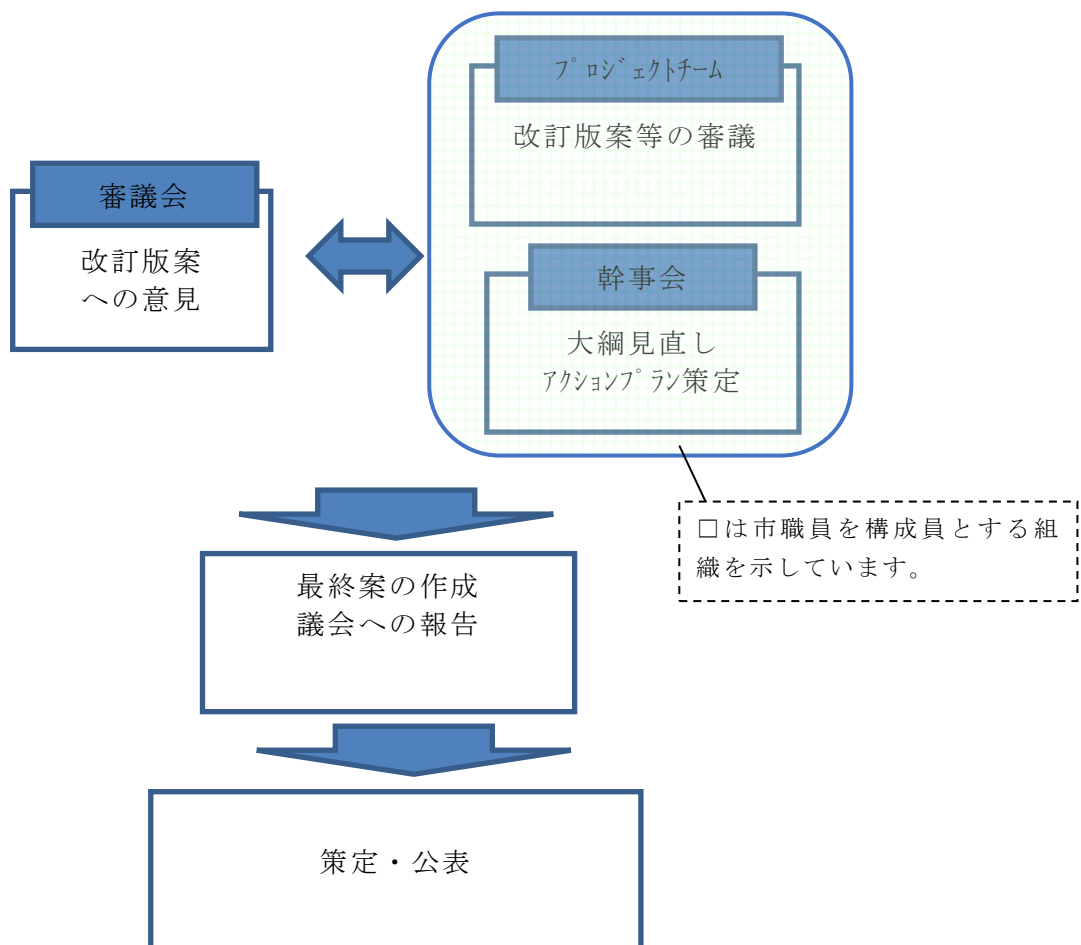 プロジェクトチーム
改訂版案等の審議
審議会
改訂版案
への意見
幹事会
大綱見直し
アクションプラン策定
□は市職員を構成員とする組
織を示しています。
最終案の作成
議会への報告
策定・公表